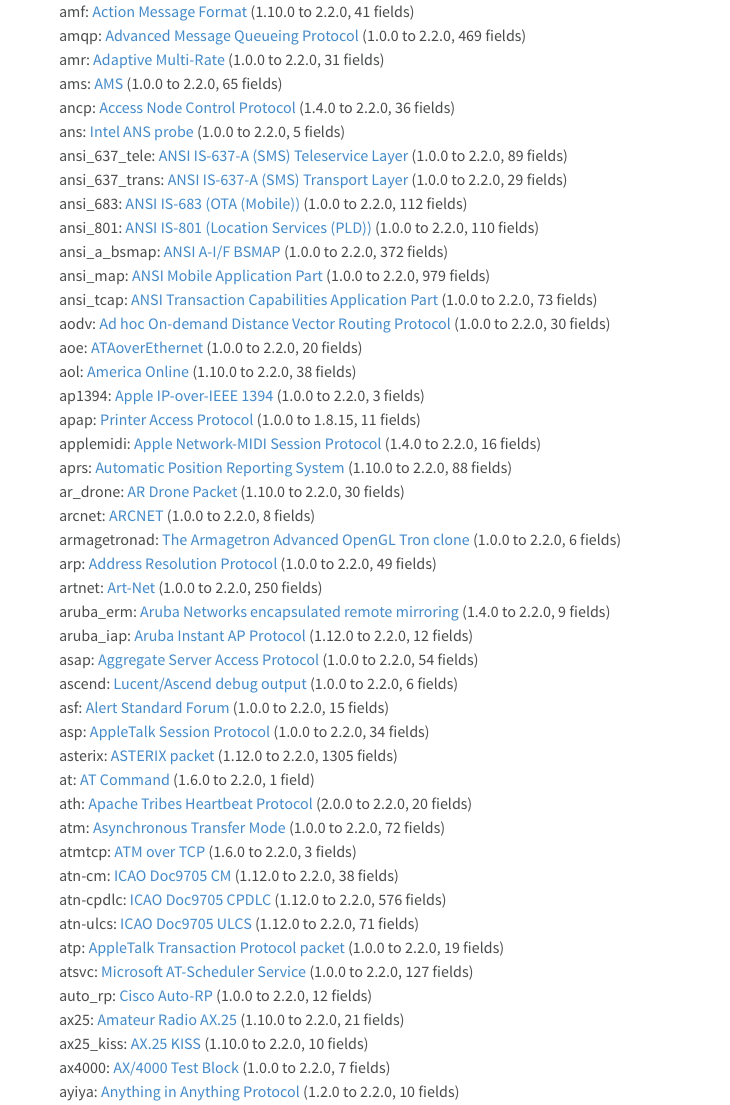 amf: Action Message Format (1.10.0 to 2.2.0, 41 fields)
amqp: Advanced Message Queueing Protocol (1.0.0 to 2.2.0, 469 fields)
amr: Adaptive Multi-Rate (1.0.0 to 2.2.0, 31 fields)
ams: AMS (1.0.0 to 2.2.0, 65 fields)
ancp: Access Node Control Protocol (1.4.0 to 2.2.0, 36 fields)
ans: Intel ANS probe (1.0.0 to 2.2.0, 5 fields)
ansi_637_tele: ANSI IS-637-A (SMS) Teleservice Layer (1.0.0 to 2.2.0, 89 fields)
ansi_637_trans: ANSI IS-637-A (SMS) Transport Layer (1.0.0 to 2.2.0, 29 fields)
ansi_683: ANSI IS-683 (OTA (Mobile)) (1.0.0 to 2.2.0, 112 fields)
ansi_801: ANSI IS-801 (Location Services (PLD)) (1.0.0 to 2.2.0, 110 fields)
ansi_a_bsmap: ANSI A-I/F BSMAP (1.0.0 to 2.2.0, 372 fields)
ansi_map: ANSI Mobile Application Part (1.0.0 to 2.2.0, 979 fields)
ansi_tcap: ANSI Transaction Capabilities Application Part (1.0.0 to 2.2.0, 73 fields)
aodv: Ad hoc On-demand Distance Vector Routing Protocol (1.0.0 to 2.2.0, 30 fields)
aoe: ATAoverEthernet (1.0.0 to 2.2.0, 20 fields)
aol: America Online (1.10.0 to 2.2.0, 38 fields)
ap1394: Apple IP-over-IEEE 1394 (1.0.0 to 2.2.0, 3 fields)
apap: Printer Access Protocol (1.0.0 to 1.8.15, 11 fields)
applemidi: Apple Network-MIDI Session Protocol (1.4.0 to 2.2.0, 16 fields)
aprs: Automatic Position Reporting System (1.10.0 to 2.2.0, 88 fields)
ar_drone: AR Drone Packet (1.10.0 to 2.2.0, 30 fields)
arcnet: ARCNET (1.0.0 to 2.2.0, 8 fields)
armagetronad: The Armagetron Advanced OpenGL Tron clone (1.0.0 to 2.2.0, 6 fields)
arp: Address Resolution Protocol (1.0.0 to 2.2.0, 49 fields)
artnet: Art-Net (1.0.0 to 2.2.0, 250 fields)
aruba_erm: Aruba Networks encapsulated remote mirroring (1.4.0 to 2.2.0, 9 fields)
aruba_iap: Aruba Instant AP Protocol (1.12.0 to 2.2.0, 12 fields)
asap: Aggregate Server Access Protocol (1.0.0 to 2.2.0, 54 fields)
ascend: Lucent/Ascend debug output (1.0.0 to 2.2.0, 6 fields)
asf: Alert Standard Forum (1.0.0 to 2.2.0, 15 fields)
asp: AppleTalk Session Protocol (1.0.0 to 2.2.0, 34 fields)
asterix: ASTERIX packet (1.12.0 to 2.2.0, 1305 fields)
at: AT Command (1.6.0 to 2.2.0, 1 field)
ath: Apache Tribes Heartbeat Protocol (2.0.0 to 2.2.0, 20 fields)
atm: Asynchronous Transfer Mode (1.0.0 to 2.2.0, 72 fields)
atmtcp: ATM over TCP (1.6.0 to 2.2.0, 3 fields)
atn-cm: ICAO Doc9705 CM (1.12.0 to 2.2.0, 38 fields)
atn-cpdlc: ICAO Doc9705 CPDLC (1.12.0 to 2.2.0, 576 fields)
atn-ulcs: ICAO Doc9705 ULCS (1.12.0 to 2.2.0, 71 fields)
atp: AppleTalk Transaction Protocol packet (1.0.0 to 2.2.0, 19 fields)
atsvc: Microsoft AT-Scheduler Service (1.0.0 to 2.2.0, 127 fields)
auto_rp: Cisco Auto-RP (1.0.0 to 2.2.0, 12 fields)
ax25: Amateur Radio AX.25 (1.10.0 to 2.2.0, 21 fields)
ax25_kiss: AX.25 KISS (1.10.0 to 2.2.0, 10 fields)
ax4000: AX/4000 Test Block (1.0.0 to 2.2.0, 7 fields)
ayiya: Anything in Anything Protocol (1.2.0 to 2.2.0, 10 fields)